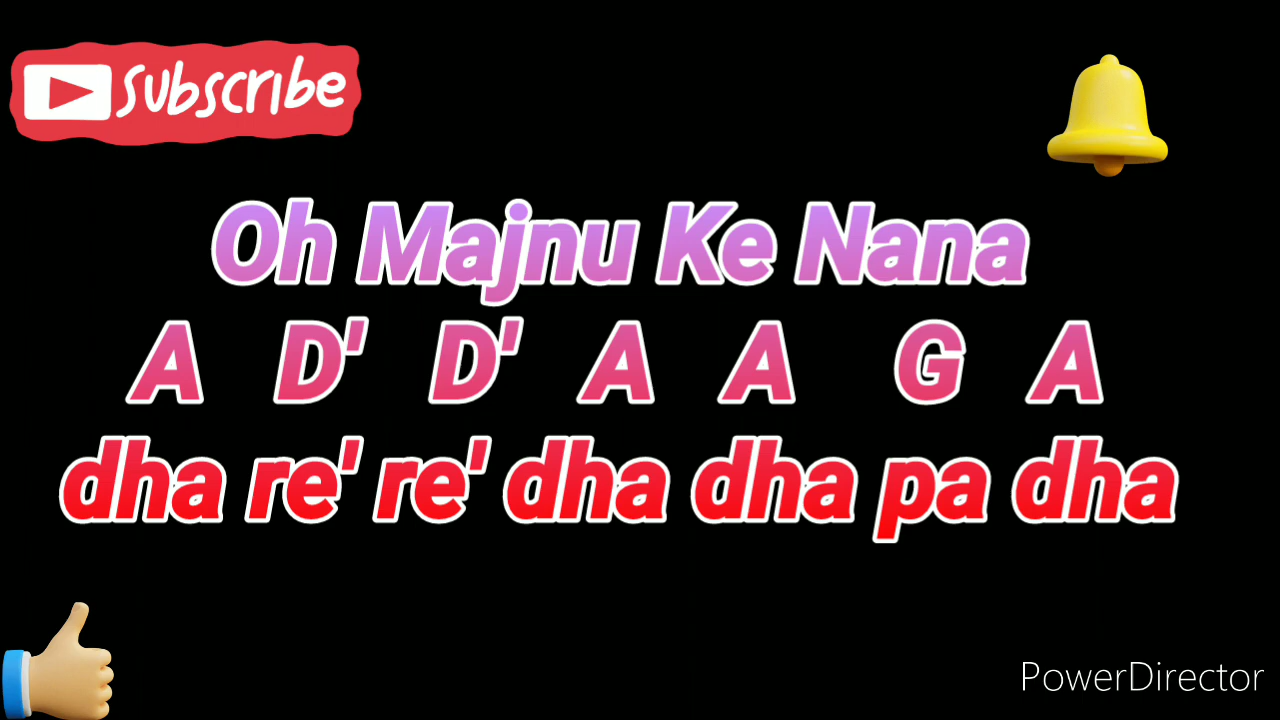 Subscribe
Oh Majnu Ke Nana
A D' D' A A G A
dha re' re' dha dha pa dha
PowerDirector